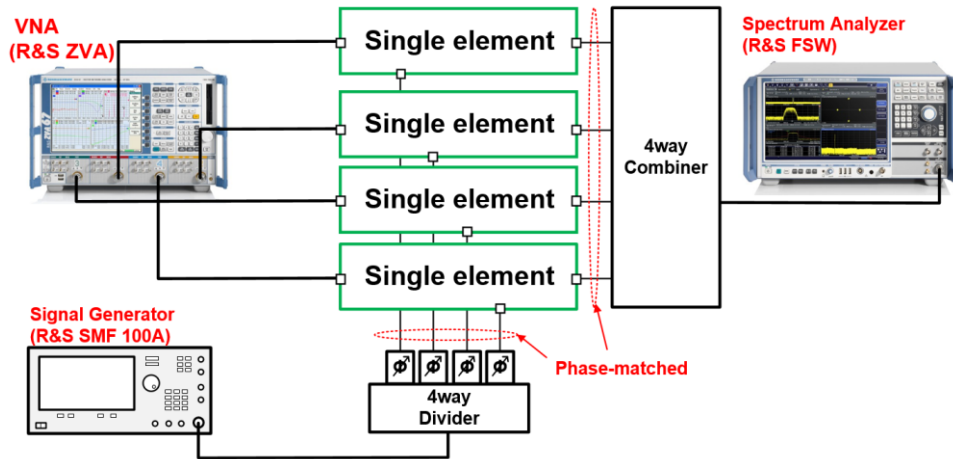 VNA
(R&S ZVA)
Single element
Single element
Single element
Single element
4way
Combiner
Spectrum Analyzer
(R&S FSW)
Signal Generator
(R&S SMF 100A)
Φ Φ Φ Φ
4way
Divider
Phase-matched